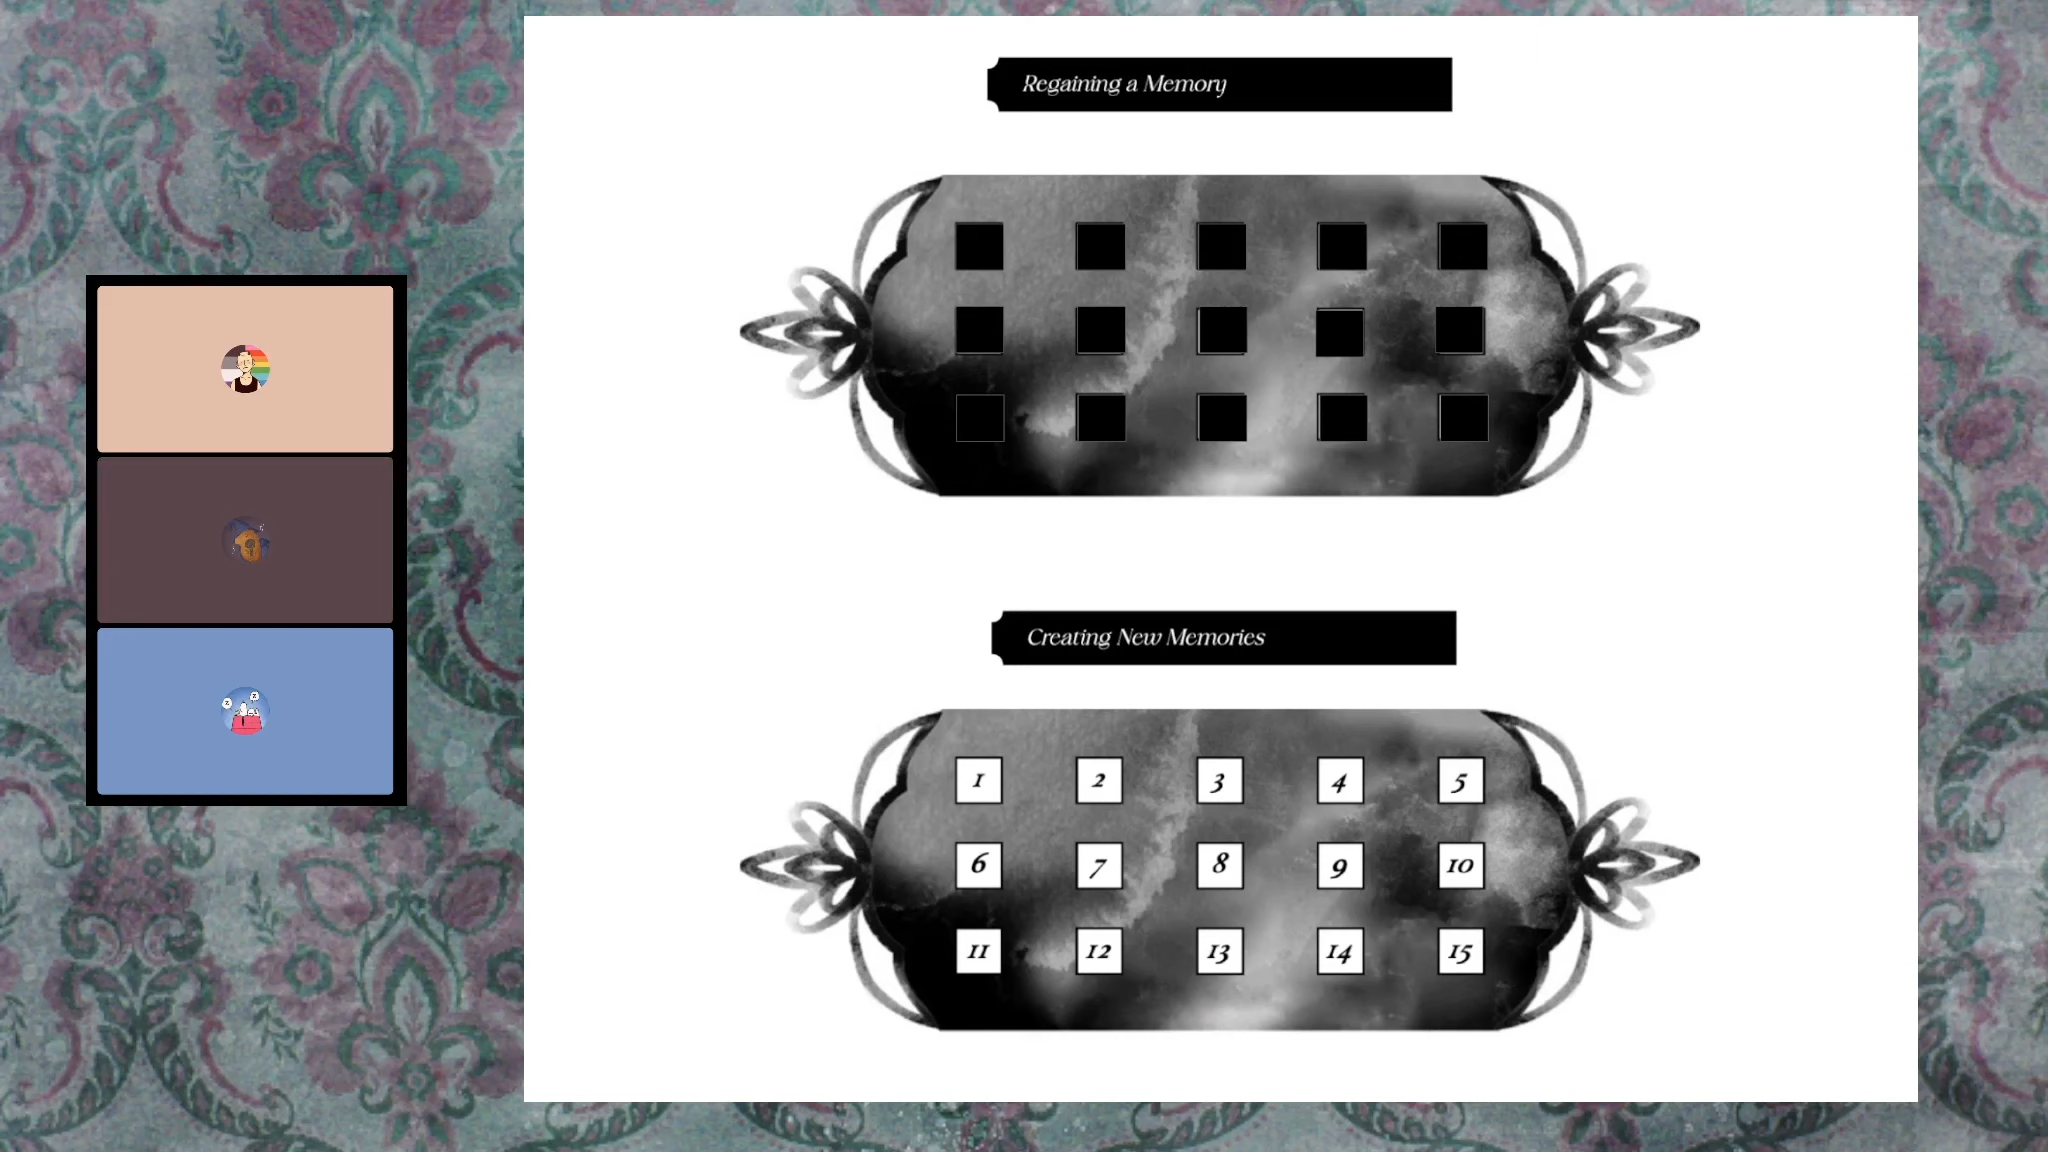 Regaining a Memory
Creating New Memories
1 2 3 4 5
6 7 8 9 10
11 12 13 14 15